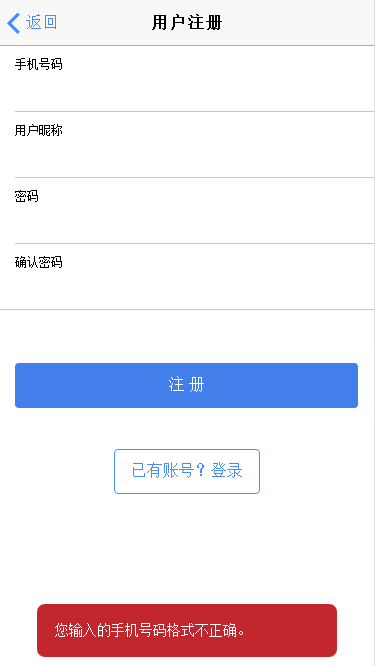 返回
用户注册
手机号码
用户昵称
密码
确认密码
注 册
已有账号？登录
您输入的手机号码格式不正确。